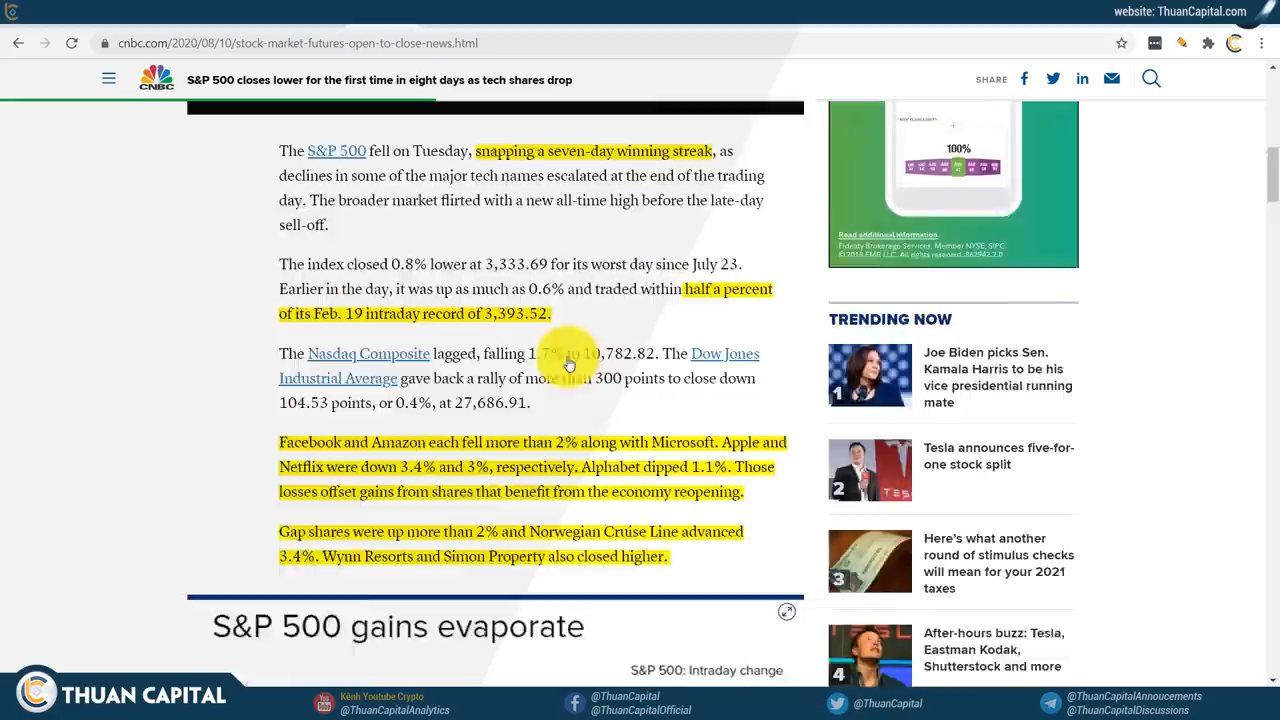 website: ThuanCapital.com
cnbc.com/2020/08/10/stock-market-futures-open-to-close-news.html
CNBC
S&P 500 closes lower for the first time in eight days as tech shares drop
SHARE
The S&P 500 fell on Tuesday, snapping a seven-day winning streak, as
declines in some of the major tech names escalated at the end of the trading
day. The broader market flirted with a new all-time high before the late-day
sell-off.
The index closed 0.8% lower at 3,333.69 for its worst day since July 23.
Earlier in the day, it was up as much as 0.6% and traded within half a percent
of its Feb. 19 intraday record of 3,393.52.
The Nasdaq Composite lagged, falling 1.7% to 10,782.82. The Dow Jones
Industrial Average gave back a rally of more than 300 points to close down
104.53 points, or 0.4%, at 27,686.91.
Facebook and Amazon each fell more than 2% along with Microsoft. Apple and
Netflix were down 3.4% and 3%, respectively. Alphabet dipped 1.1%. Those
losses offset gains from shares that benefit from the economy reopening.
Gap shares were up more than 2% and Norwegian Cruise Line advanced
3.4%. Wynn Resorts and Simon Property also closed higher.
S&P 500 gains evaporate
S&P 500: Intraday change
100%
Read additional information
Fidelity Brokerage Services, Member NYSE, SIPC
TRENDING NOW
1
Joe Biden picks Sen.
Kamala Harris to be his
vice presidential running
mate
2
Tesla announces five-for-
one stock split
3
Here's what another
round of stimulus checks
will mean for your 2021
taxes
4
After-hours buzz: Tesla,
Eastman Kodak,
Shutterstock and more
THUAN CAPITAL
You Tube
Kênh Youtube Crypto
@ThuanCapitalAnalytics
@ThuanCapital
@ThuanCapitalOfficial
@ThuanCapital
@ThuanCapitalAnnoucements
@ThuanCapitalDiscussions